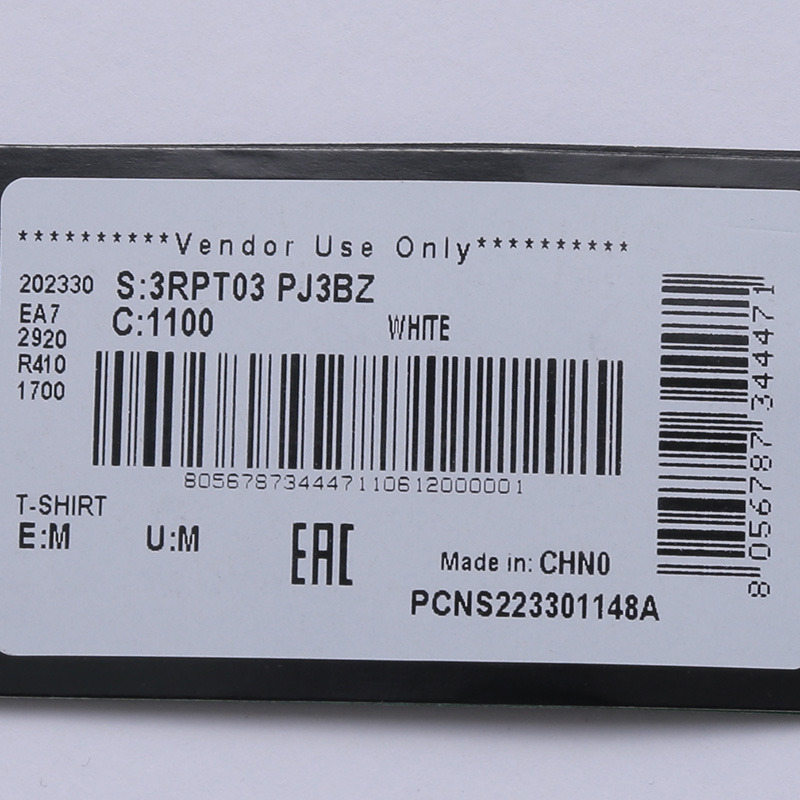 **********Vendor Use Only**********
202330 S:3RPT03 PJ3BZ
EA7 C:1100 WHITE
2920
R410
1700
805678734447110612000001
T-SHIRT
E:M U:M EAC Made in: CHN0
PCNS223301148A
8 056787 344471